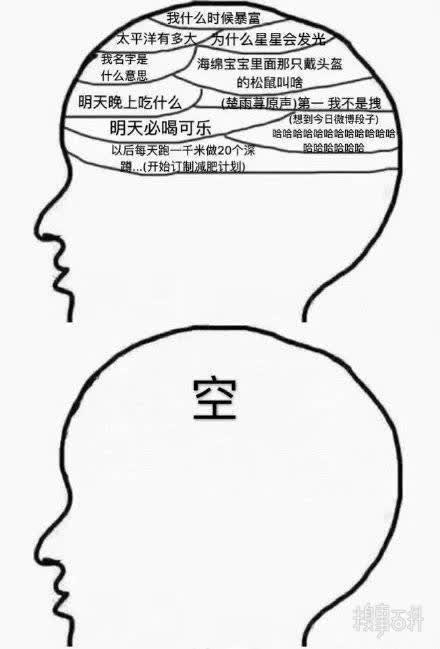 我什么时候暴富
太平洋有多大
为什么星星会发光
我名字是
什么意思
海绵宝宝里面那只戴头盔
的松鼠叫啥
明天晚上吃什么
(楚雨荨原声)第一 我不是拽
(想到今日微博段子)
明天必喝可乐
哈哈哈哈哈哈哈哈哈哈哈哈
哈哈哈哈哈哈
以后每天跑一千米做20个深
蹲...(开始订制减肥计划)
空
糗事百科